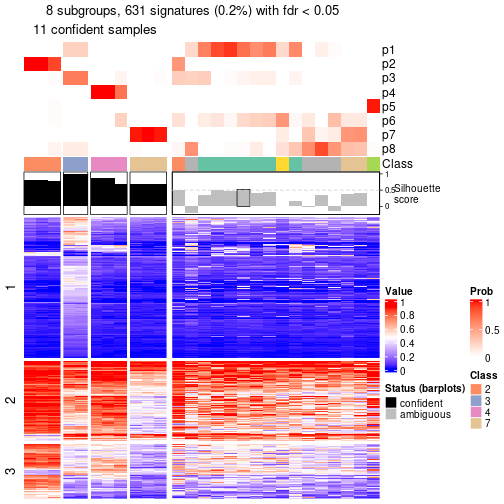 8 subgroups, 631 signatures (0.2%) with fdr < 0.05
11 confident samples
p1
p2
p3
p4
p5
p6
p7
p8
Class
1
0.5
0
Silhouette
score
1
2
3
Value
1
0.8
0.6
0.4
0.2
0
Prob
1
0.5
0
Status (barplots)
confident
ambiguous
Class
2
3
4
7